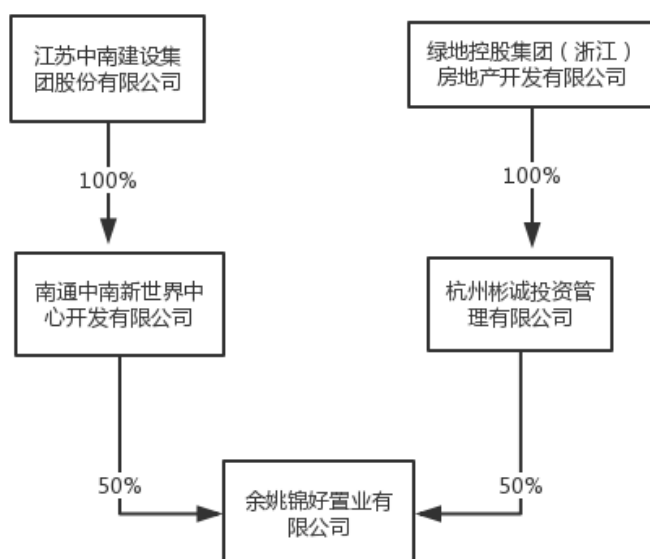 江苏中南建设集
团股份有限公司
绿地控股集团（浙江）
房地产开发有限公司
100%
100%
南通中南新世界中
心开发有限公司
杭州彬诚投资管
理有限公司
50%
50%
余姚锦好置业有
限公司